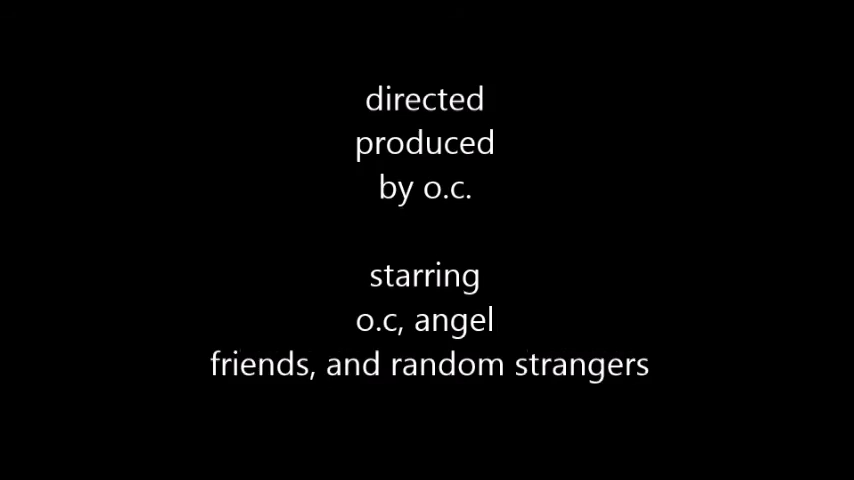 directed
produced
by o.c.
starring
o.c, angel
friends, and random strangers